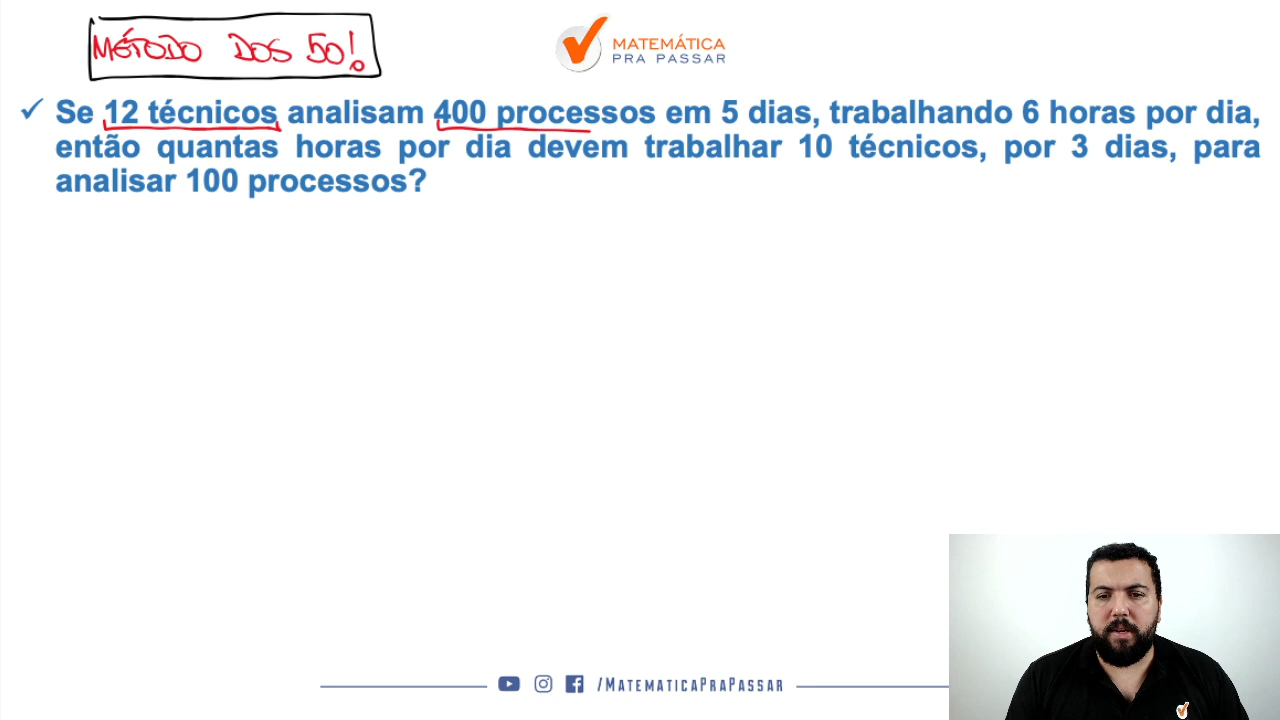 MÉTODO DOS 50!
MATEMÁTICA
PRA PASSAR
✓ Se 12 técnicos analisam 400 processos em 5 dias, trabalhando 6 horas por dia,
então quantas horas por dia devem trabalhar 10 técnicos, por 3 dias, para
analisar 100 processos?
/MATEMATICAPRAPASSAR